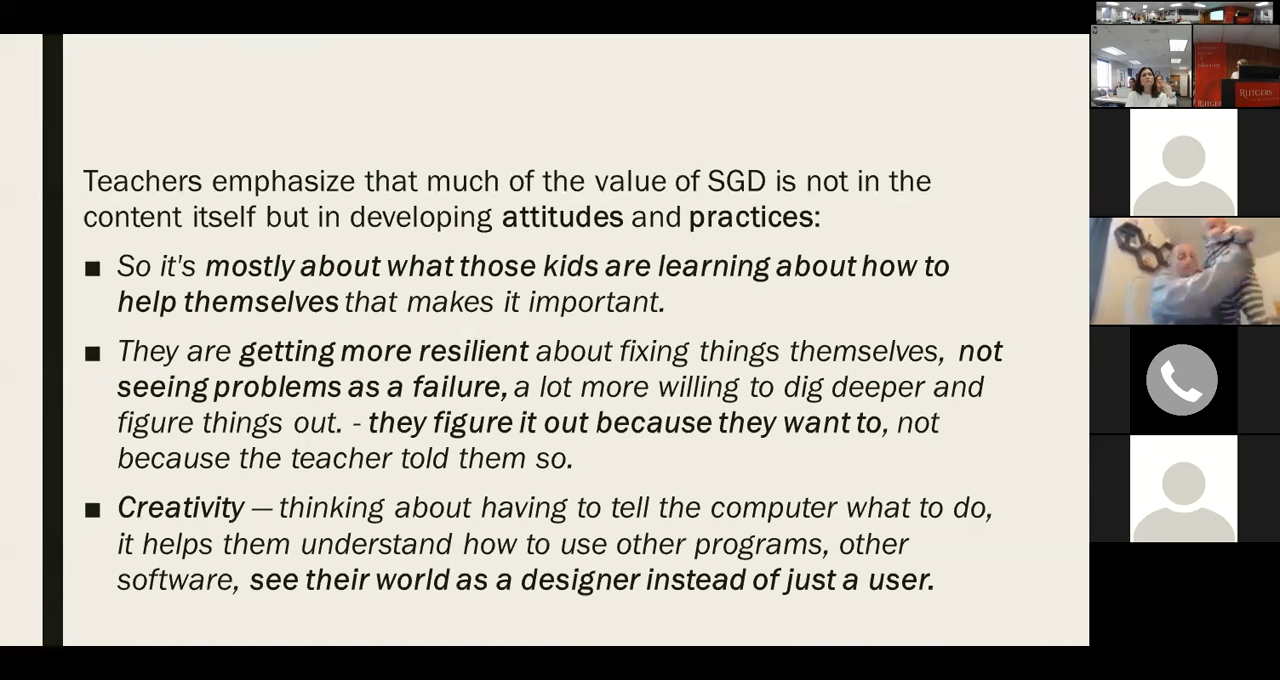 Teachers emphasize that much of the value of SGD is not in the
content itself but in developing attitudes and practices:
■ So it's mostly about what those kids are learning about how to
help themselves that makes it important.
■ They are getting more resilient about fixing things themselves, not
seeing problems as a failure, a lot more willing to dig deeper and
figure things out. - they figure it out because they want to, not
because the teacher told them so.
■ Creativity — thinking about having to tell the computer what to do,
it helps them understand how to use other programs, other
software, see their world as a designer instead of just a user.
RUTGERS
RUTGERS